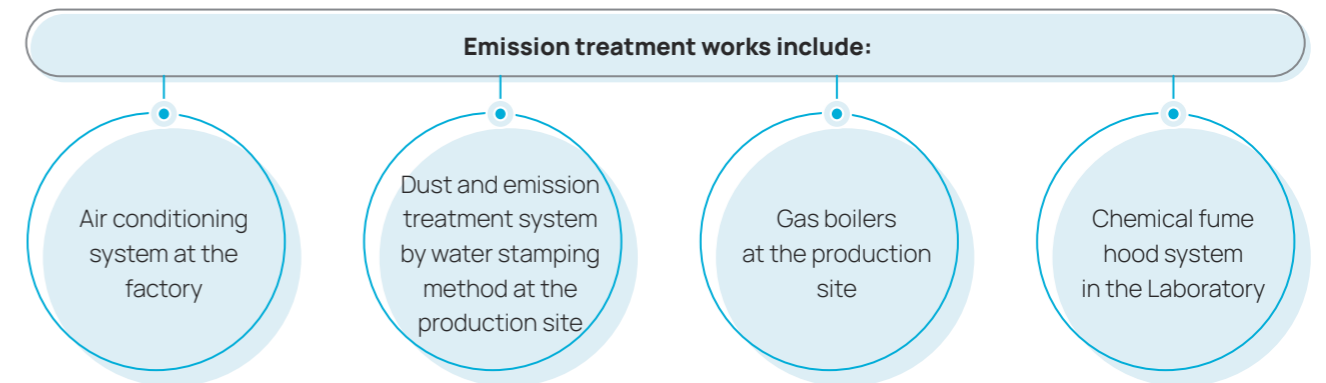 Emission treatment works include:
Air conditioning
system at the
factory
Dust and emission
treatment system
by water stamping
method at the
production site
Gas boilers
at the production
site
Chemical fume
hood system
in the Laboratory